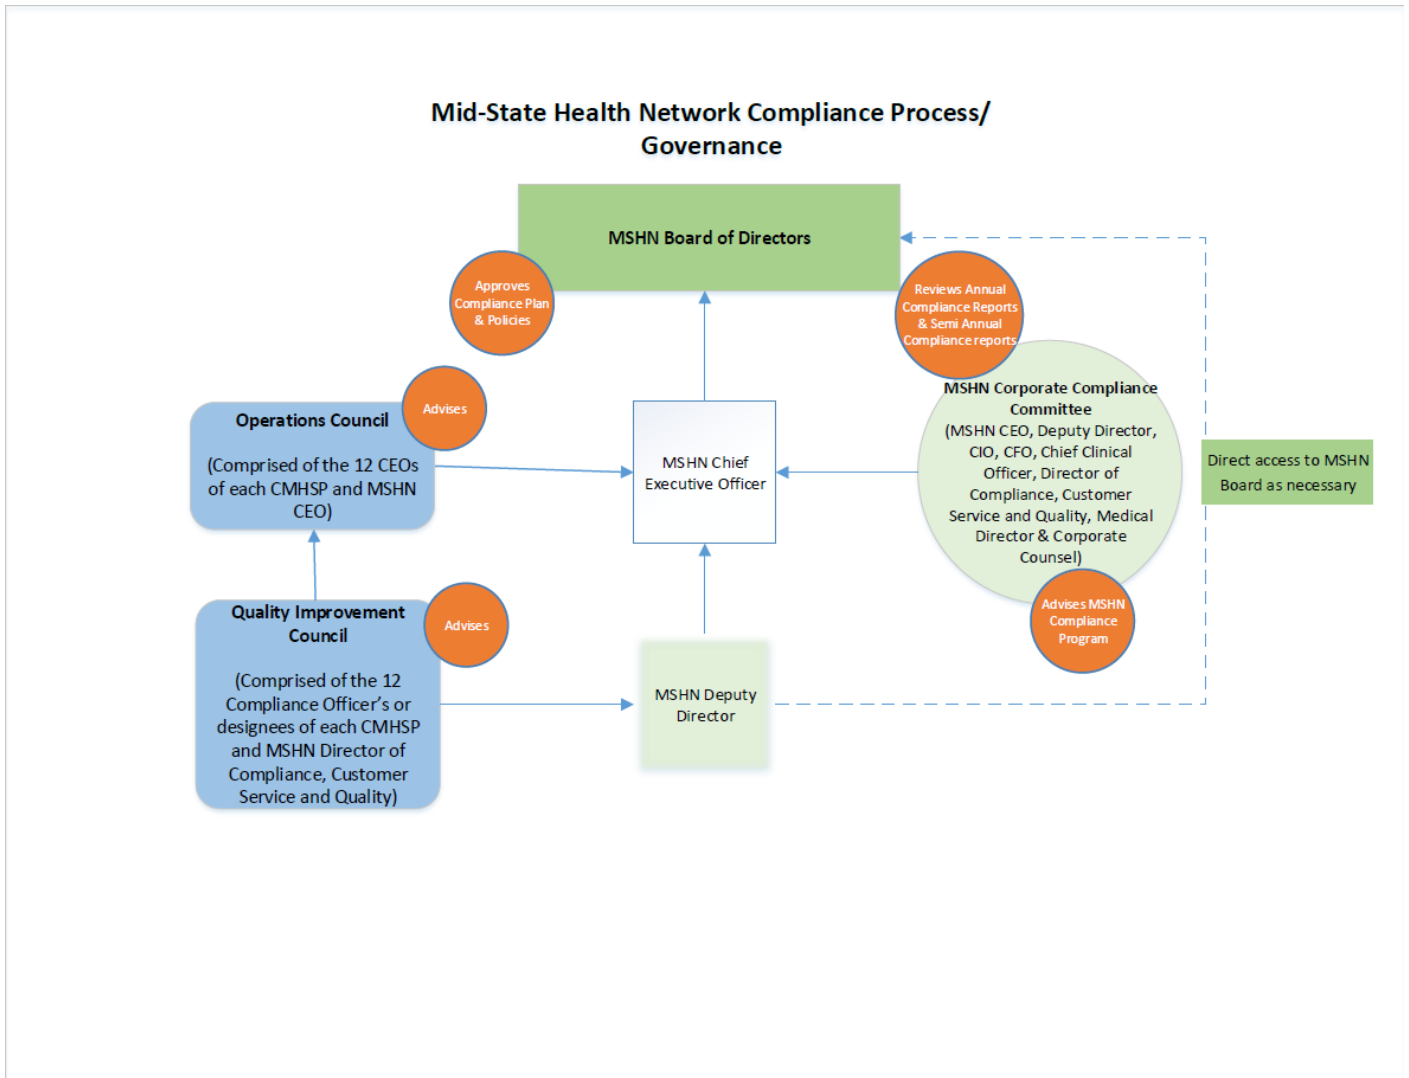 Mid-State Health Network Compliance Process/
Governance
MSHN Board of Directors
Approves
Compliance Plan
& Policies
Reviews Annual
Compliance Reports
& Semi Annual
Compliance reports
Advises
Operations Council
(Comprised of the 12 CEOs
of each CMHSP and MSHN
CEO)
MSHN Chief
Executive Officer
MSHN Corporate Compliance
Committee
(MSHN CEO, Deputy Director,
CIO, CFO, Chief Clinical
Officer, Director of
Compliance, Customer
Service and Quality, Medical
Director & Corporate
Counsel)
Direct access to MSHN
Board as necessary
Advises MSHN
Compliance
Program
Advises
Quality Improvement
Council
(Comprised of the 12
Compliance Officer’s or
designees of each CMHSP
and MSHN Director of
Compliance, Customer
Service and Quality)
MSHN Deputy
Director